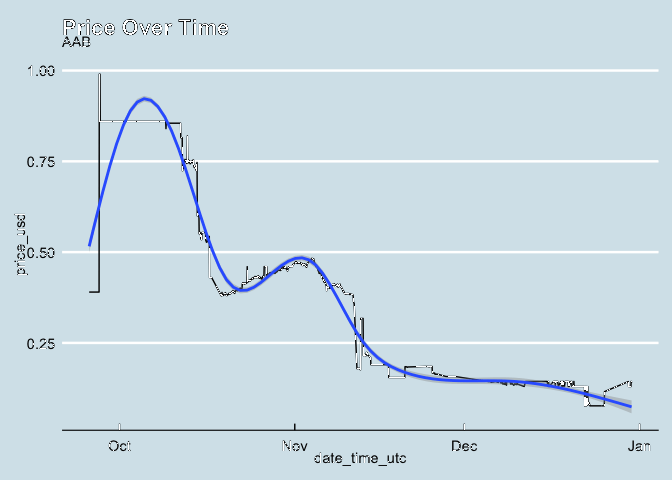 Price Over Time
AAB
1.00
0.75
0.50
0.25
price_usd
Oct Nov Dec Jan
date_time_utc